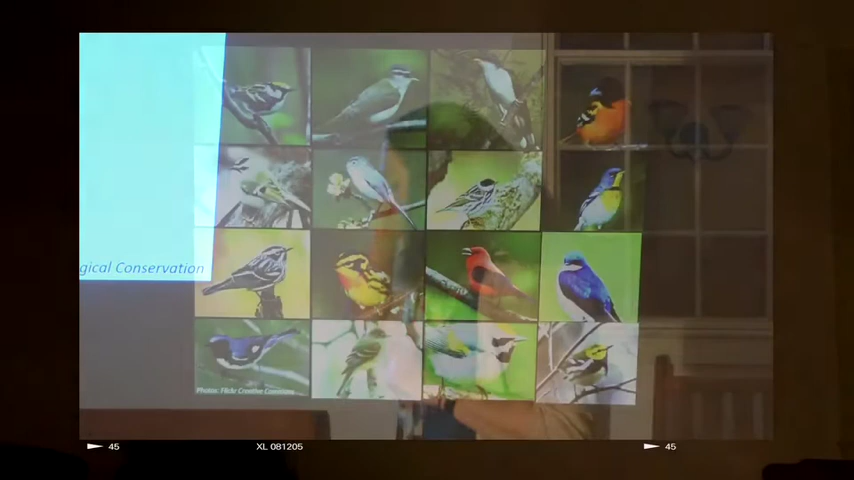 gical Conservation
Photos: Flickr Creative Commons
45
XL 081205
45